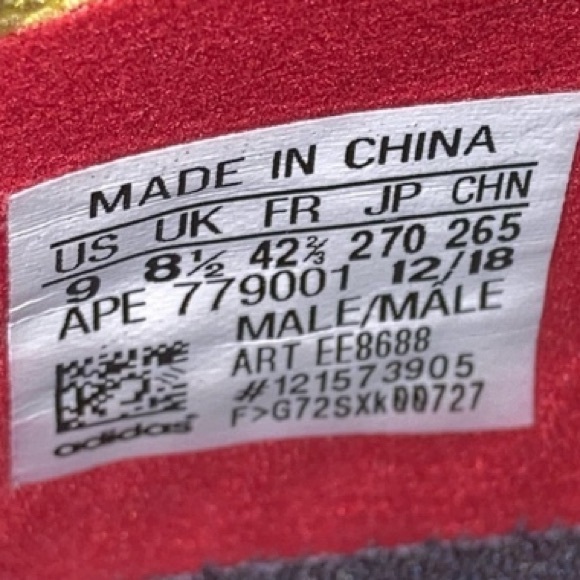 MADE IN CHINA
US UK FR JP CHN
9 8½ 42⅔ 270 265
APE 779001 12/18
MALE/MÂLE
ART EE8688
#121573905
F>G72SXk00727
adidas